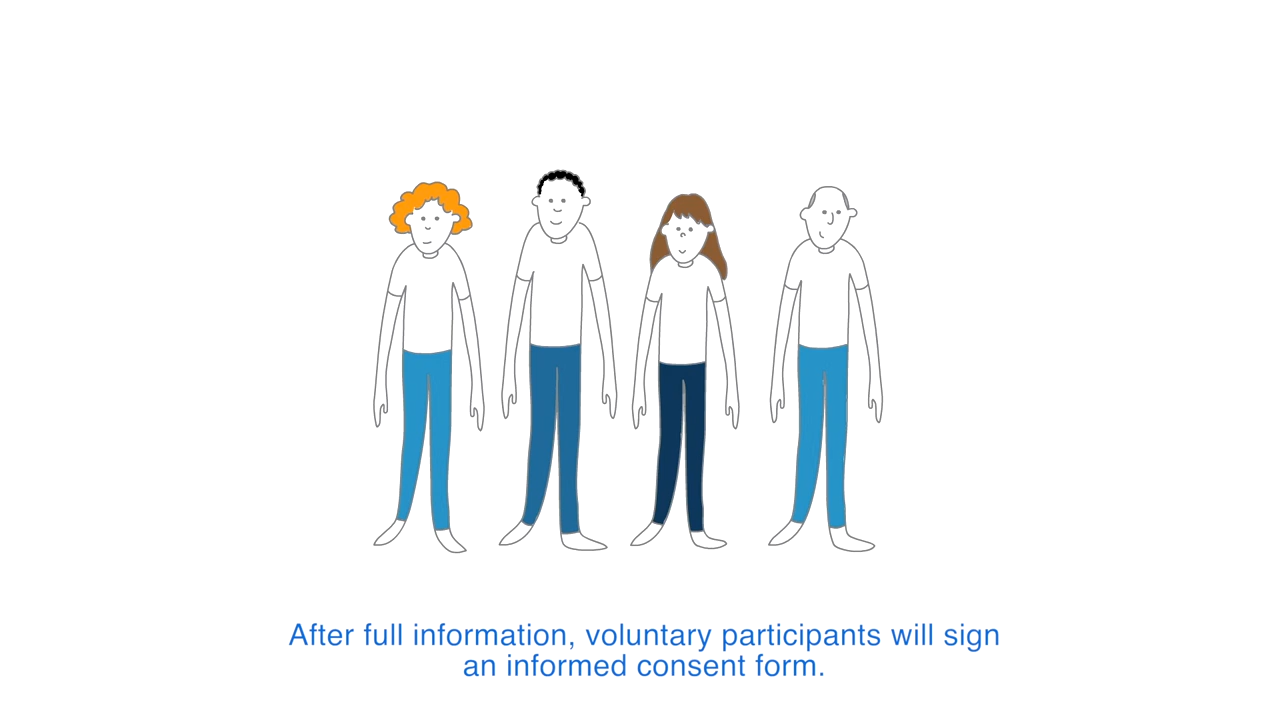 After full information, voluntary participants will sign
an informed consent form.